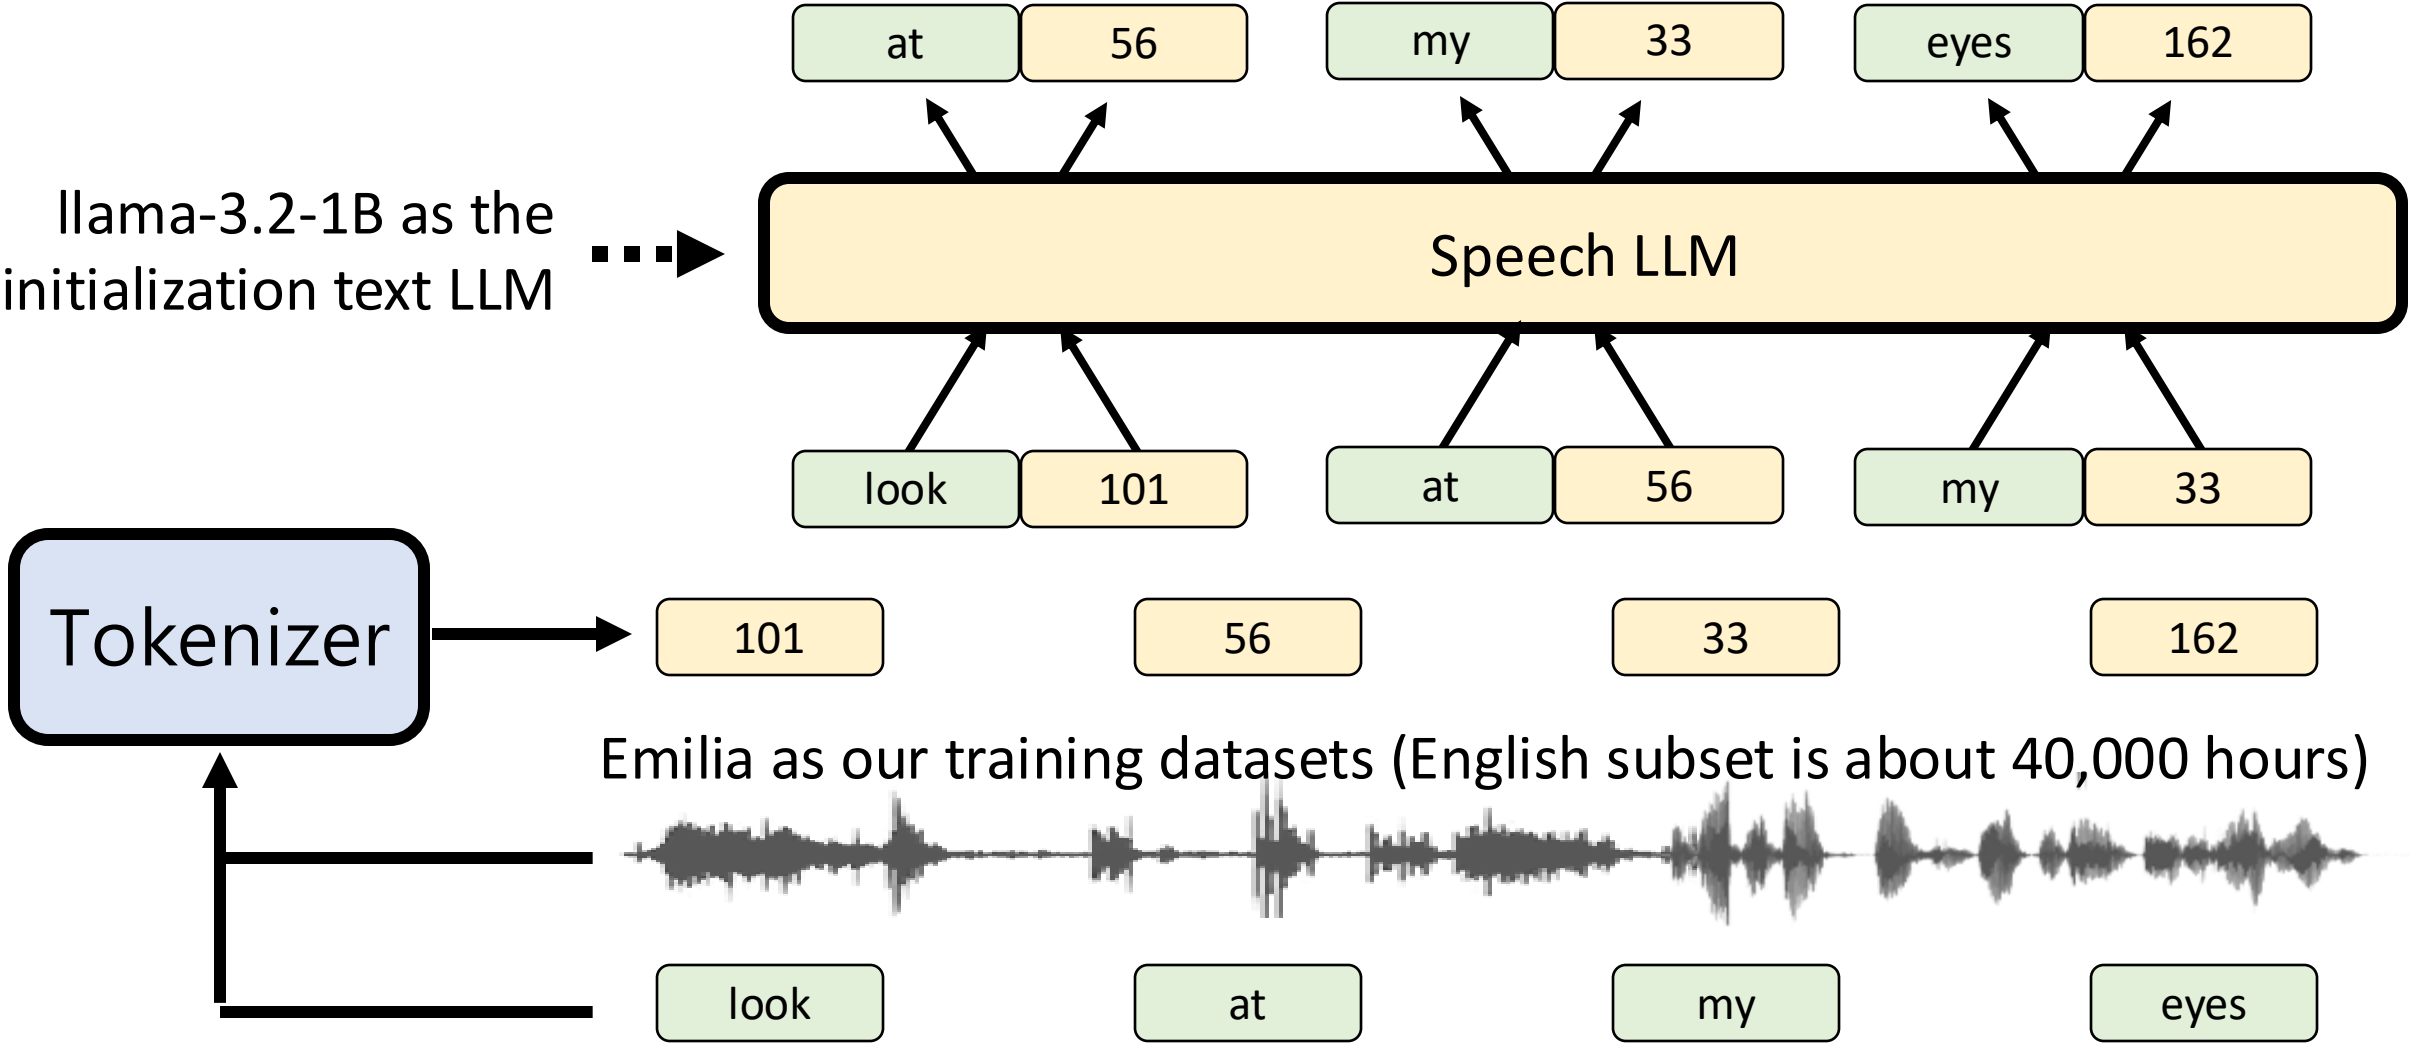 at 56 my 33 eyes 162
llama-3.2-1B as the
initialization text LLM
Speech LLM
look 101 at 56 my 33
Tokenizer
101 56 33 162
Emilia as our training datasets (English subset is about 40,000 hours)
look at my eyes